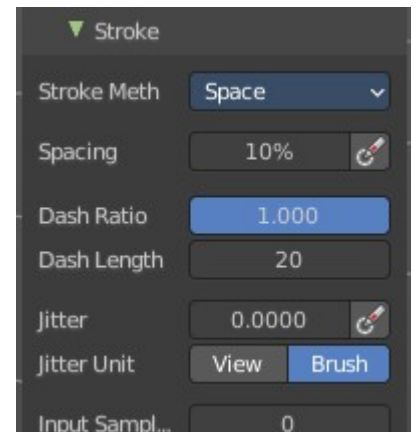 Stroke
Stroke Meth Space
Spacing 10%
Dash Ratio 1.000
Dash Length 20
Jitter 0.0000
Jitter Unit View Brush
Input Sampl... 0